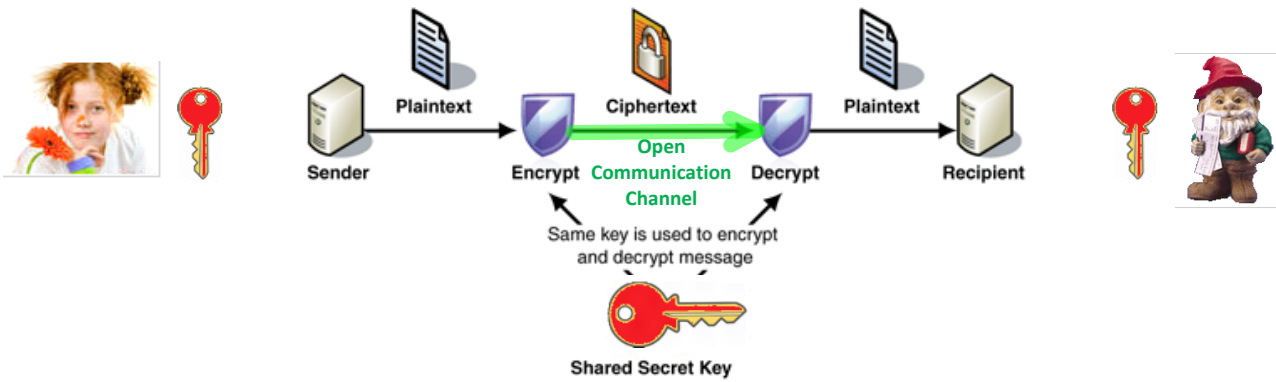 Plaintext
Ciphertext
Plaintext
Sender
Encrypt
Open
Communication
Channel
Decrypt
Recipient
Same key is used to encrypt
and decrypt message
Shared Secret Key